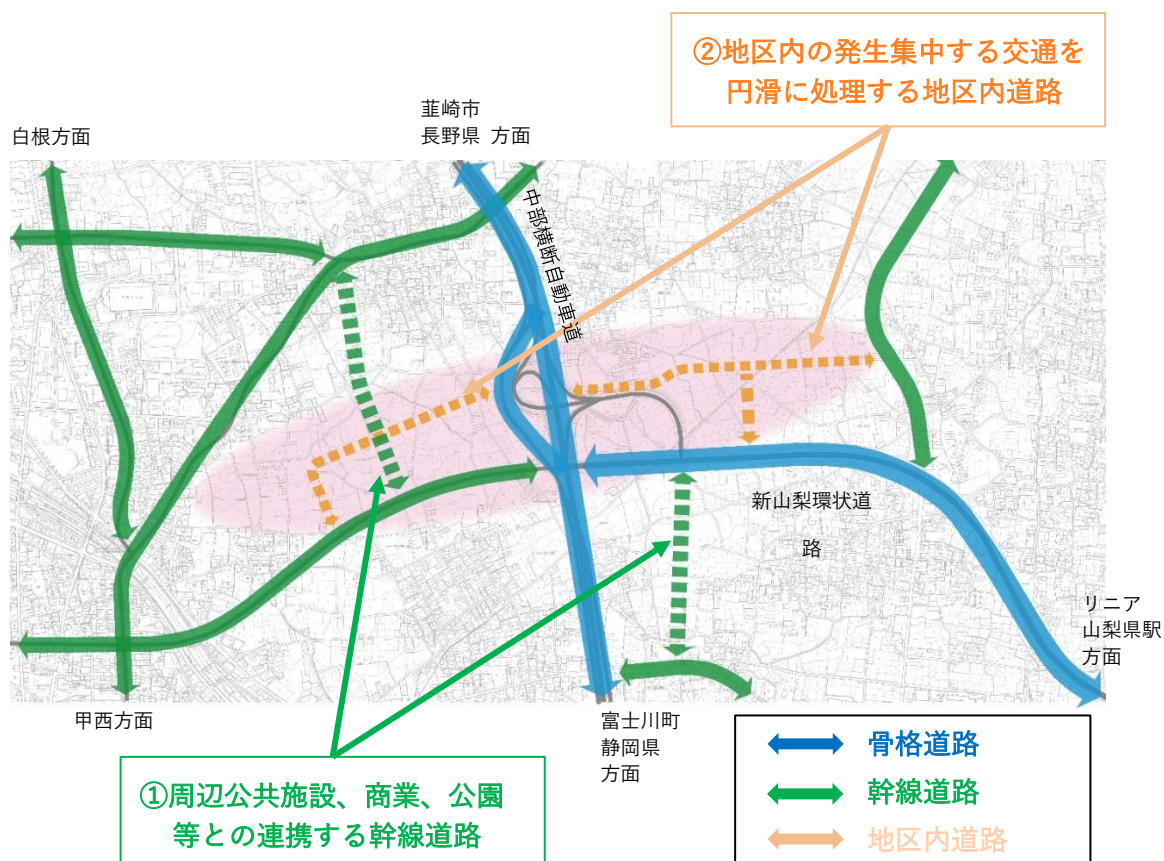 ②地区内の発生集中する交通を
円滑に処理する地区内道路
韮崎市
長野県 方面
白根方面
中部横断自動車道
新山梨環状道
路
リニア
山梨県駅
方面
甲西方面
富士川町
静岡県
方面
①周辺公共施設、商業、公園
等との連携する幹線道路
骨格道路
幹線道路
地区内道路